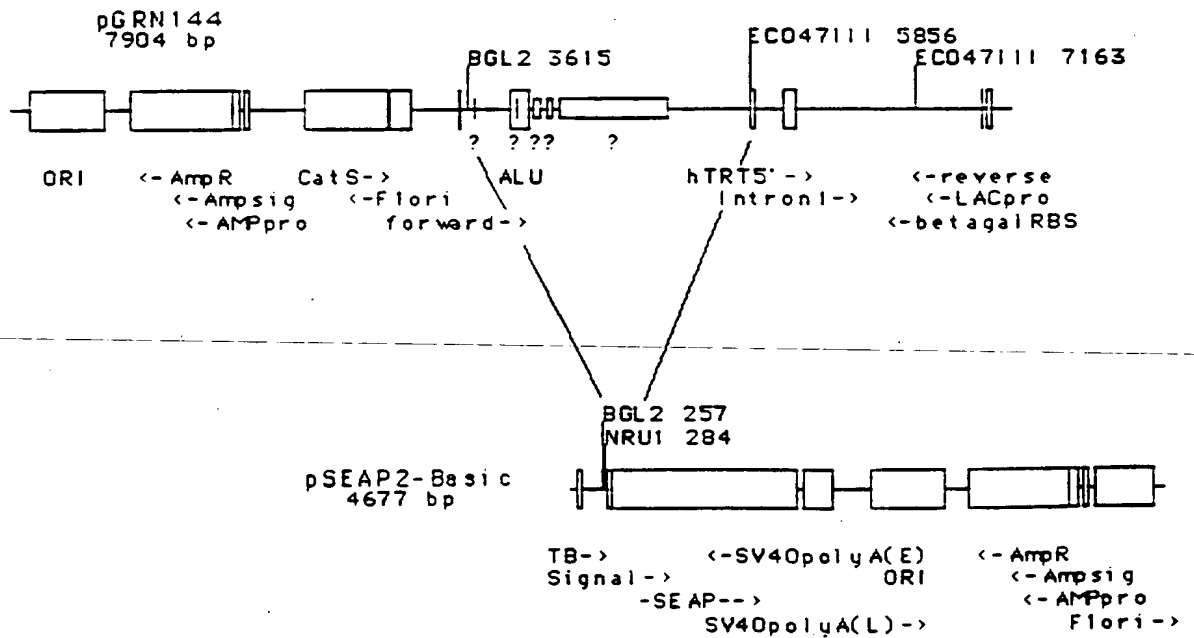 pGRN144
7904 bp
ECO47111 5856
BGL2 3615
ECO47111 7163
? ? ?? ?
ORI <-AmpR CatS-> ALU hTRT5'-> <-reverse
<-Ampsig <-Flori Intron1-> <-LACpro
<-AMPpro forward-> <-betagalRBS
BGL2 257
NRU1 284
pSEAP2-Basic
4677 bp
TB-> <-SV40polyA(E) <-AmpR
Signal-> ORI <-Ampsig
-SEAP--> <-AMPpro
SV40polyA(L)-> Flori->